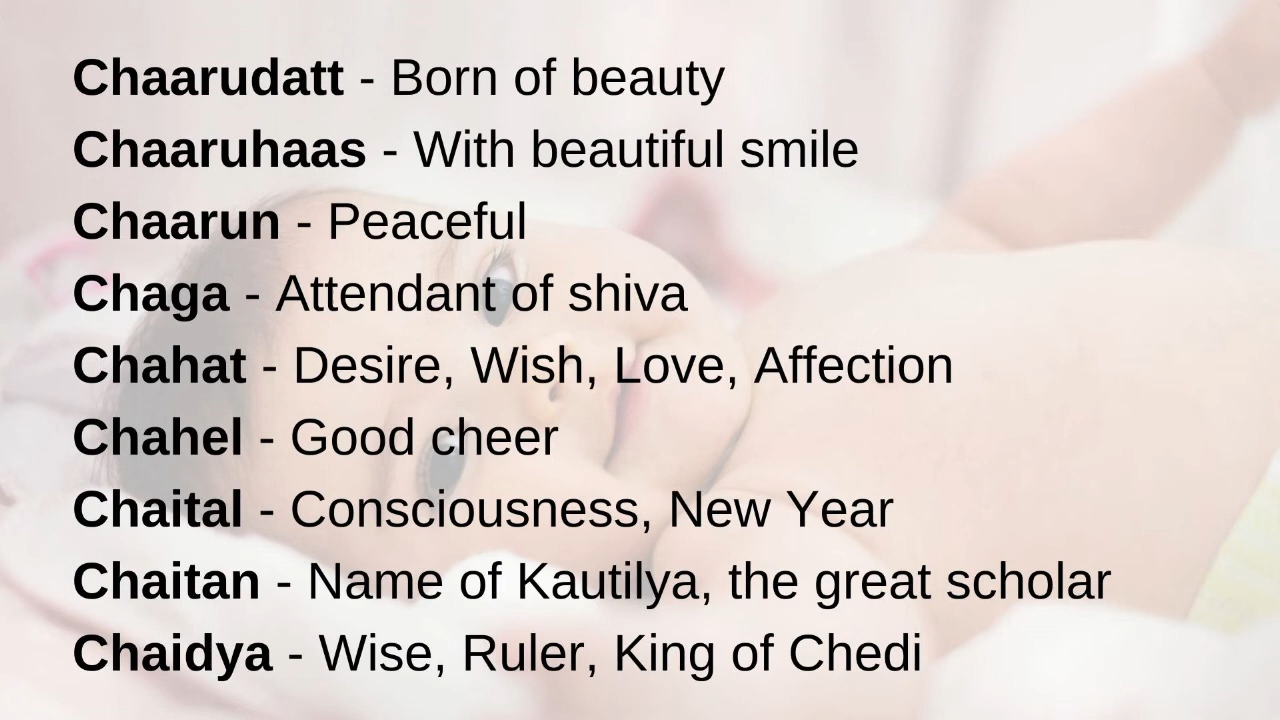 Chaarudatt - Born of beauty
Chaaruhaas - With beautiful smile
Chaarun - Peaceful
Chaga - Attendant of shiva
Chahat - Desire, Wish, Love, Affection
Chahel - Good cheer
Chaital - Consciousness, New Year
Chaitan - Name of Kautilya, the great scholar
Chaidya - Wise, Ruler, King of Chedi